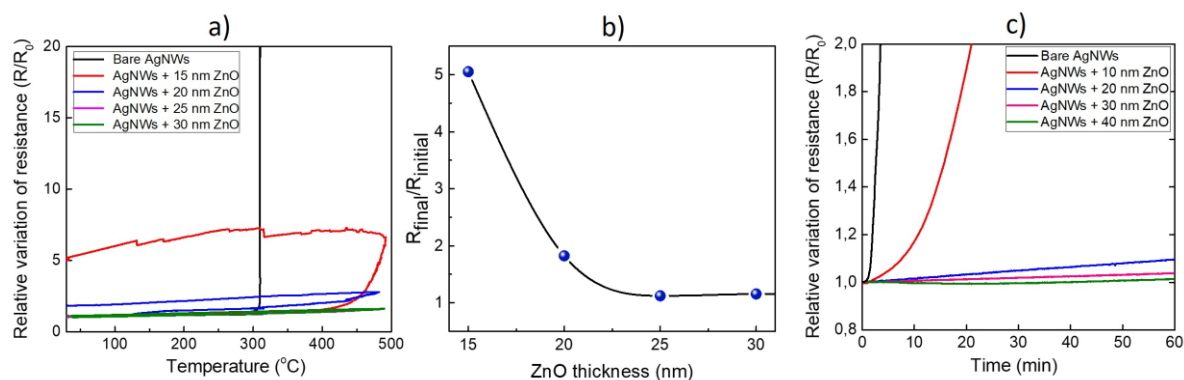 a)
Relative variation of resistance (R/R₀)
20
15
10
5
0
Bare AgNWs
AgNWs + 15 nm ZnO
AgNWs + 20 nm ZnO
AgNWs + 25 nm ZnO
AgNWs + 30 nm ZnO
100 200 300 400 500
Temperature (°C)
b)
R_final/R_initial
5
4
3
2
1
15 20 25 30
ZnO thickness (nm)
c)
Relative variation of resistance (R/R₀)
2,0
1,8
1,6
1,4
1,2
1,0
0,8
Bare AgNWs
AgNWs + 10 nm ZnO
AgNWs + 20 nm ZnO
AgNWs + 30 nm ZnO
AgNWs + 40 nm ZnO
0 10 20 30 40 50 60
Time (min)